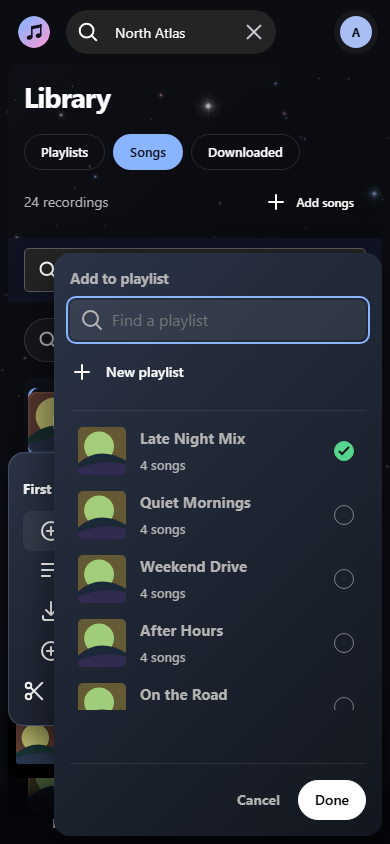 North Atlas
A
Library
Playlists
Songs
Downloaded
24 recordings
Add songs
Add to playlist
Find a playlist
New playlist
Late Night Mix
4 songs
Quiet Mornings
4 songs
First
Weekend Drive
4 songs
After Hours
4 songs
On the Road
Cancel
Done